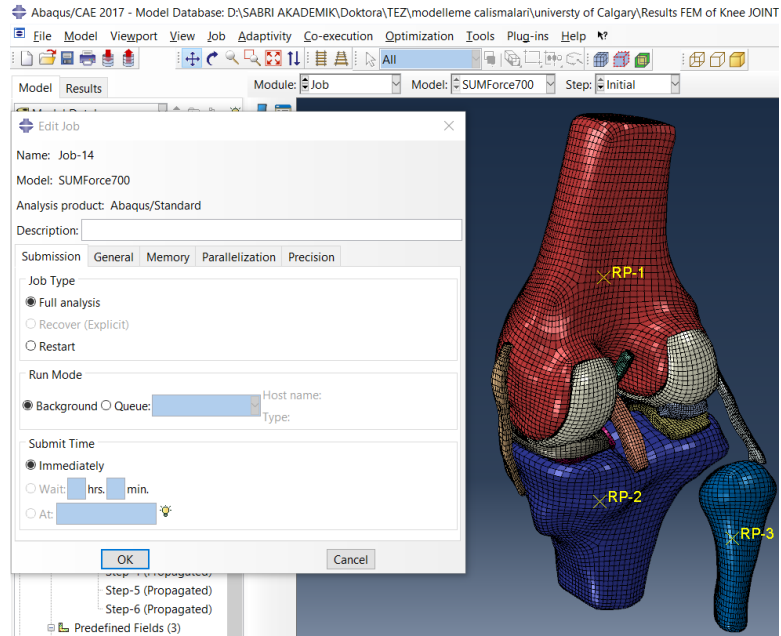 Abaqus/CAE 2017 - Model Database: D:\SABRI AKADEMIK\Doktora\TEZ\modelleme calismalari\universty of Calgary\Results FEM of Knee JOINT
File Model Viewport View Job Adaptivity Co-execution Optimization Tools Plug-ins Help
All
Model Results Module: Job Model: SUMForce700 Step: Initial
Edit Job
Name: Job-14
Model: SUMForce700
Analysis product: Abaqus/Standard
Description:
Submission General Memory Parallelization Precision
Job Type
Full analysis
Recover (Explicit)
Restart
Run Mode
Background Queue: Host name:
Type:
Submit Time
Immediately
Wait: hrs. min.
At:
OK Cancel
Step-5 (Propagated)
Step-6 (Propagated)
Predefined Fields (3)
RP-1
RP-2
RP-3